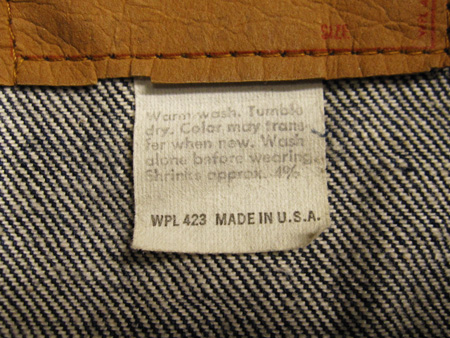 SIZE
Warm wash. Tumble
dry. Color may trans-
fer when new. Wash
alone before wearing.
Shrinks approx. 4%
WPL 423 MADE IN U.S.A.